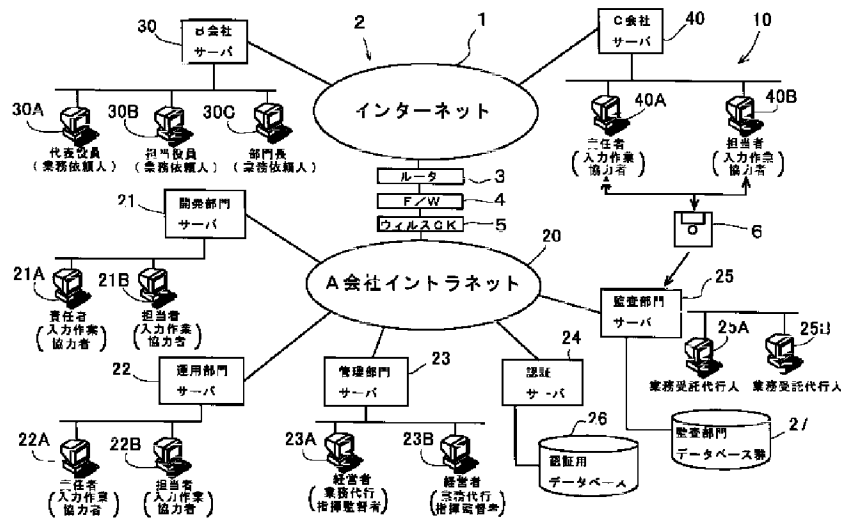 30
B会社
サーバ
2
1
C会社
サーバ
40
10
インターネット
30A
30B
30C
40A
40B
代表役員
(業務依頼人)
担当役員
(業務依頼人)
部門長
(業務依頼人)
責任者
(入力作業
協力者)
担当者
(入力作業
協力者)
ルータ
3
F/W
4
ウィルスCK
5
6
21
開発部門
サーバ
20
A会社イントラネット
21A
21B
責任者
(入力作業
協力者)
担当者
(入力作業
協力者)
監査部門
サーバ
25
25A
25B
業務受託代行人
業務受託代行人
22
運用部門
サーバ
管理部門
サーバ
23
認証
サーバ
24
22A
22B
責任者
(入力作業
協力者)
担当者
(入力作業
協力者)
23A
23B
経営者
(業務代行
指揮監督者)
経営者
(業務代行
指揮監督者)
26
認証用
データベース
監査部門
データベース群
27